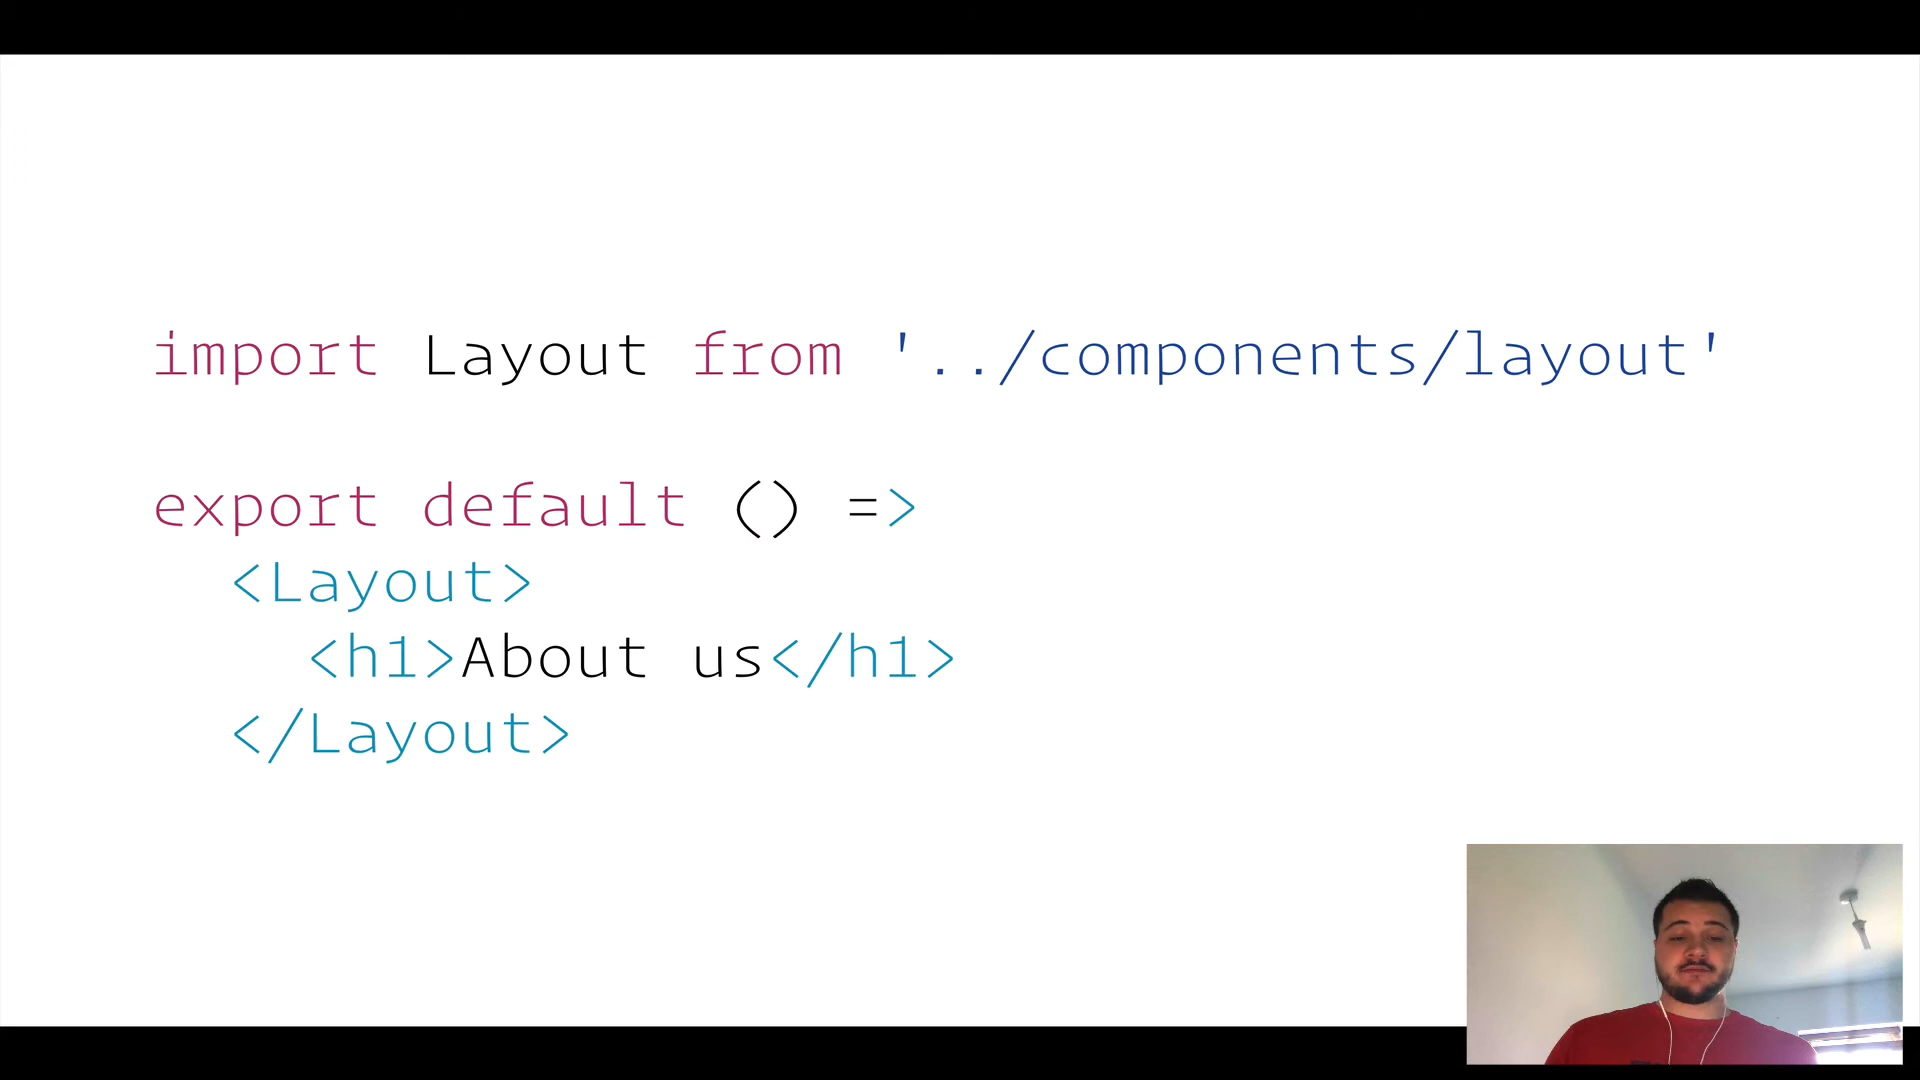 import Layout from '../components/layout'
export default () =>
<Layout>
<h1>About us</h1>
</Layout>